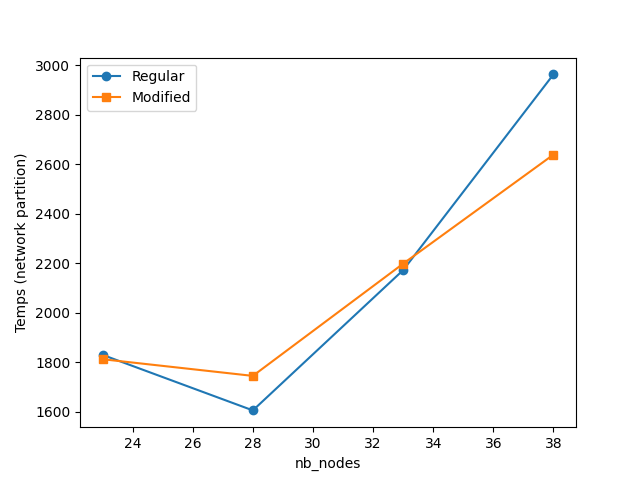 Regular
Modified
3000
2800
2600
2400
2200
2000
1800
1600
Temps (network partition)
24 26 28 30 32 34 36 38
nb_nodes